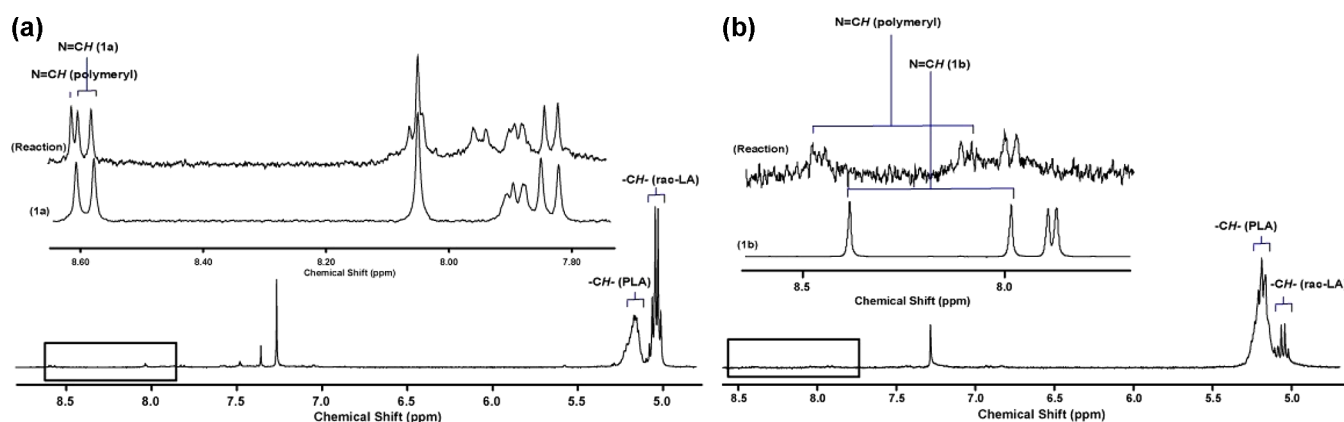 (a)
N=CH (1a)
N=CH (polymeryl)
(Reaction)
(1a)
8.60 8.40 8.20 8.00 7.80
Chemical Shift (ppm)
-CH- (rac-LA)
-CH- (PLA)
8.5 8.0 7.5 7.0 6.5 6.0 5.5 5.0
Chemical Shift (ppm)
(b)
N=CH (polymeryl)
N=CH (1b)
(Reaction)
(1b)
8.5 8.0
Chemical Shift (ppm)
-CH- (PLA)
-CH- (rac-LA)
8.5 8.0 7.5 7.0 6.5 6.0 5.5 5.0
Chemical Shift (ppm)